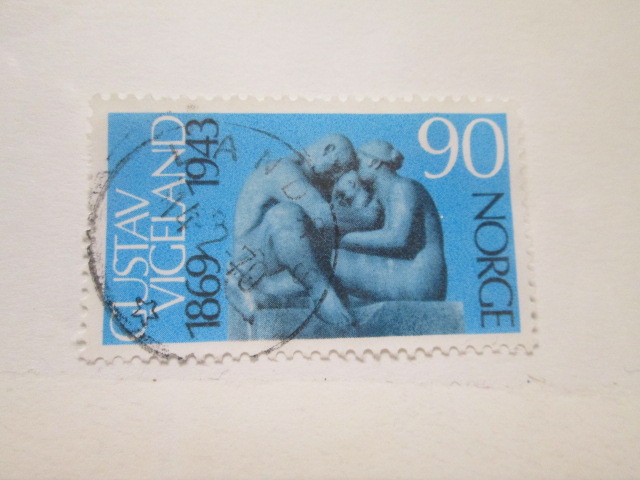 GUSTAV
VIGELAND
1869 1943
90
NORGE